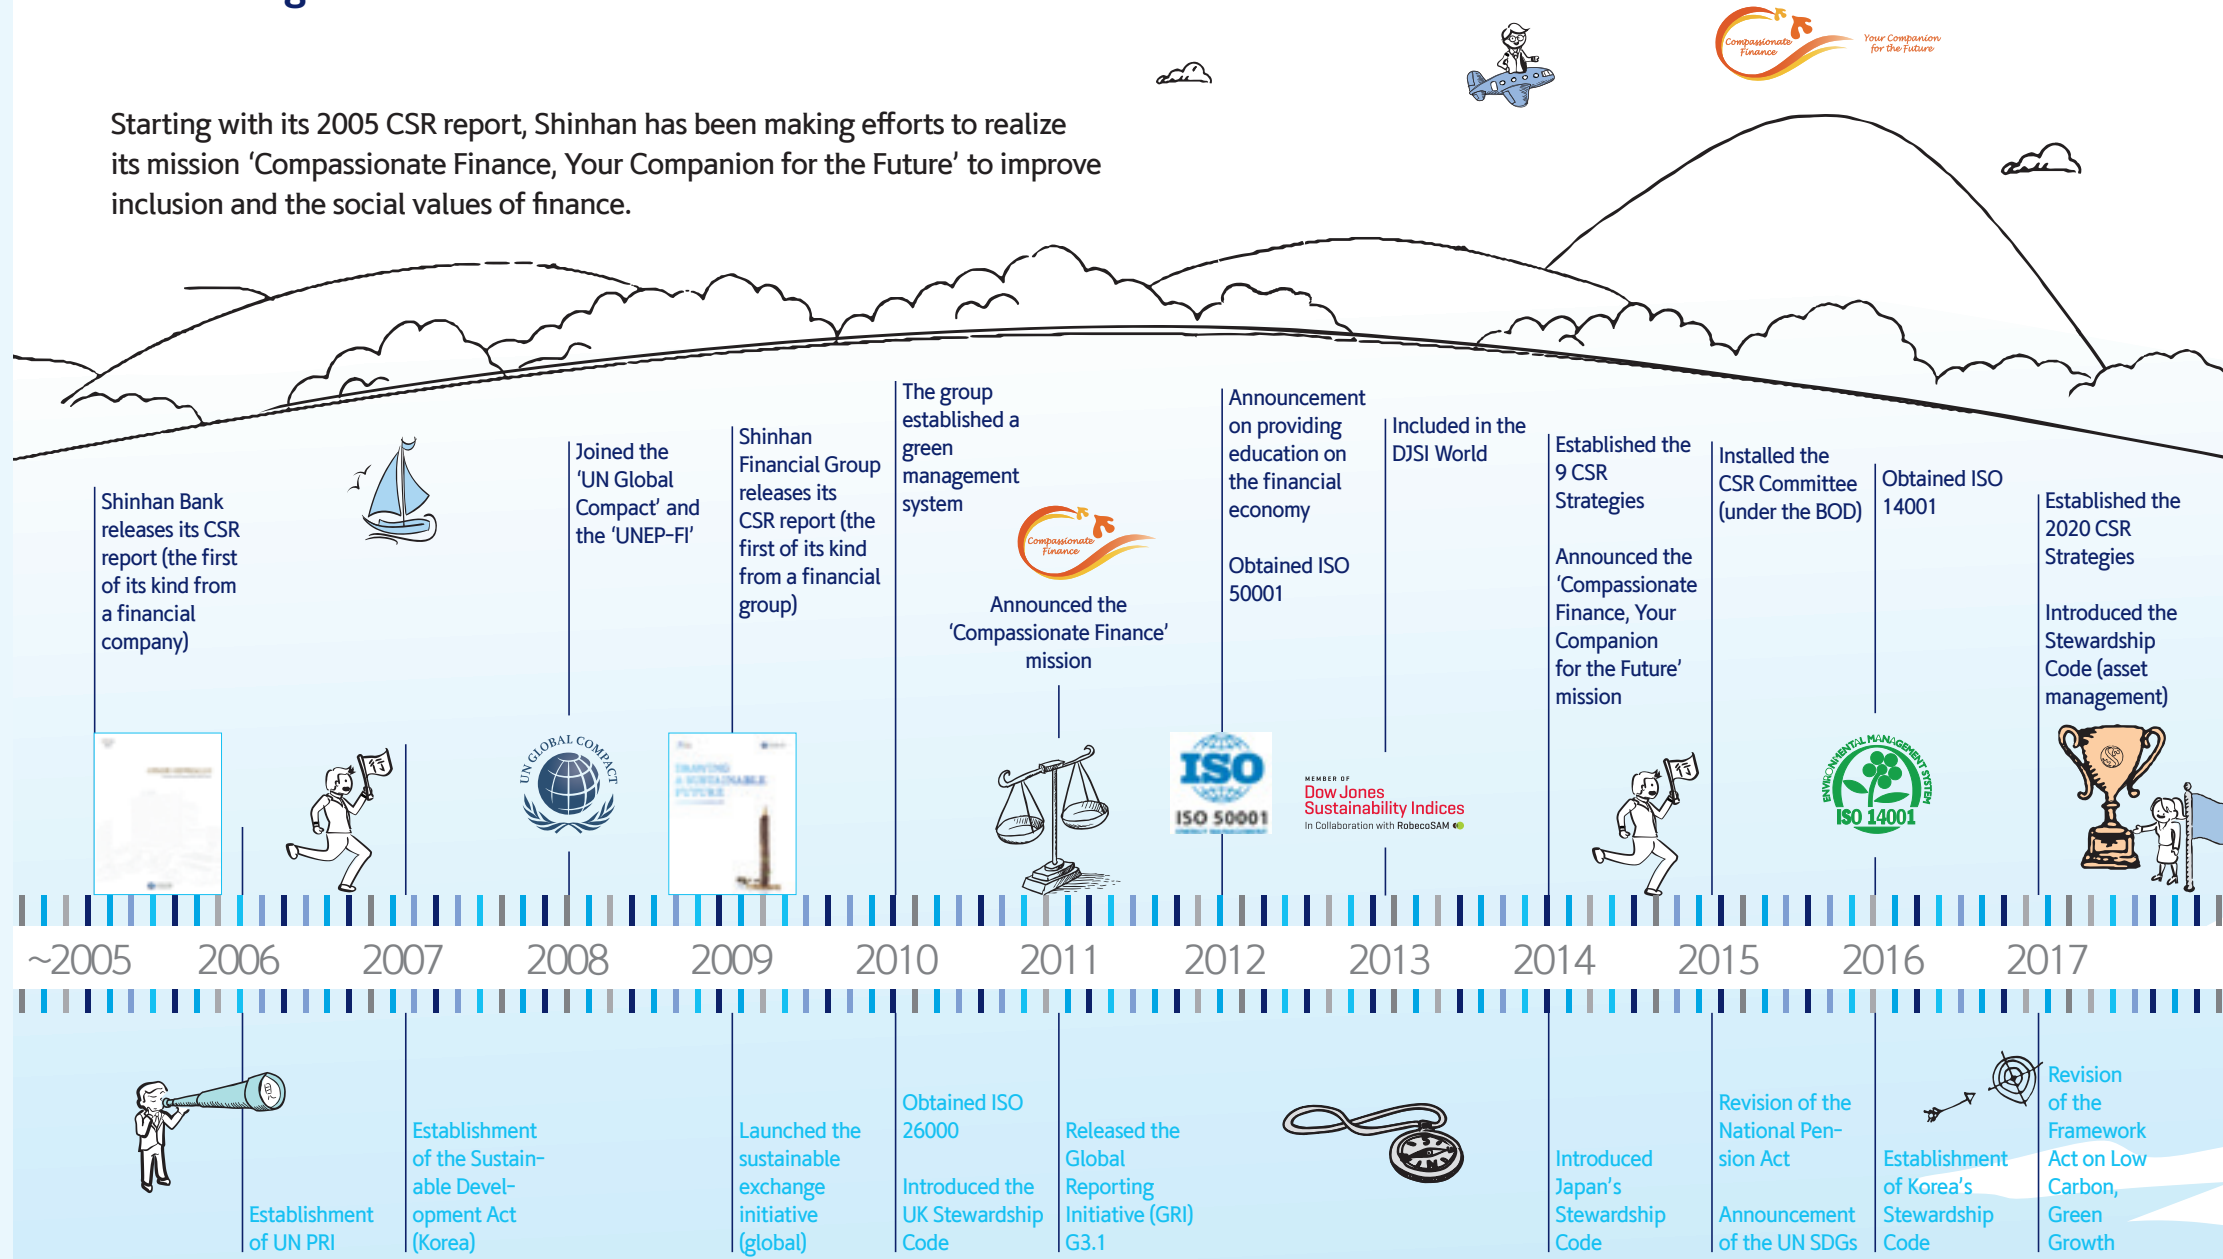 Compassionate
Finance
Your Companion
for the Future
Starting with its 2005 CSR report, Shinhan has been making efforts to realize
its mission ‘Compassionate Finance, Your Companion for the Future’ to improve
inclusion and the social values of finance.
Shinhan Bank
releases its CSR
report (the first
of its kind from
a financial
company)
Joined the
‘UN Global
Compact’ and
the ‘UNEP-FI’
UN GLOBAL COMPACT
Shinhan
Financial Group
releases its
CSR report (the
first of its kind
from a financial
group)
DRAWING
A SUSTAINABLE
FUTURE
The group
established a
green
management
system
Compassionate
Finance
Announced the
‘Compassionate Finance’
mission
Announcement
on providing
education on
the financial
economy
Obtained ISO
50001
ISO
ISO 50001
Included in the
DJSI World
MEMBER OF
Dow Jones
Sustainability Indices
In Collaboration with RobecoSAM
Established the
9 CSR
Strategies
Announced the
‘Compassionate
Finance, Your
Companion
for the Future’
mission
Installed the
CSR Committee
(under the BOD)
Obtained ISO
14001
ENVIRONMENTAL MANAGEMENT SYSTEM
ISO 14001
Established the
2020 CSR
Strategies
Introduced the
Stewardship
Code (asset
management)
行
行
~2005 2006 2007 2008 2009 2010 2011 2012 2013 2014 2015 2016 2017
Establishment
of UN PRI
Establishment
of the Sustain-
able Devel-
opment Act
(Korea)
Launched the
sustainable
exchange
initiative
(global)
Obtained ISO
26000
Introduced the
UK Stewardship
Code
Released the
Global
Reporting
Initiative (GRI)
G3.1
Introduced
Japan’s
Stewardship
Code
Revision of the
National Pen-
sion Act
Announcement
of the UN SDGs
Establishment
of Korea’s
Stewardship
Code
Revision
of the
Framework
Act on Low
Carbon,
Green
Growth